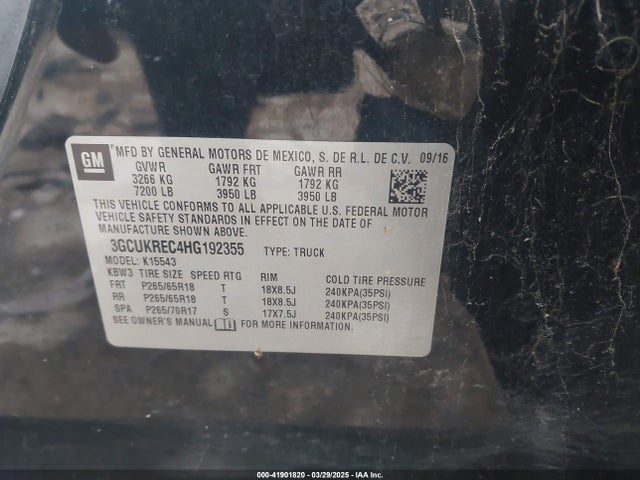 GM
MFD BY GENERAL MOTORS DE MEXICO, S. DE R.L. DE C.V. 09/16
GVWR GAWR FRT GAWR RR
3266 KG 1792 KG 1792 KG
7200 LB 3950 LB 3950 LB
THIS VEHICLE CONFORMS TO ALL APPLICABLE U.S. FEDERAL MOTOR
VEHICLE SAFETY STANDARDS IN EFFECT ON THE DATE OF
MANUFACTURE SHOWN ABOVE.
3GCUKREC4HG192355 TYPE: TRUCK
MODEL: K15543
KBW3 TIRE SIZE SPEED RTG RIM COLD TIRE PRESSURE
FRT P265/65R18 T 18X8.5J 240KPA(35PSI)
RR P265/65R18 T 18X8.5J 240KPA(35PSI)
SPA P265/70R17 S 17X7.5J 240KPA(35PSI)
SEE OWNER'S MANUAL FOR MORE INFORMATION.
000-41901820 | 03/29/2025 — IAA Inc.